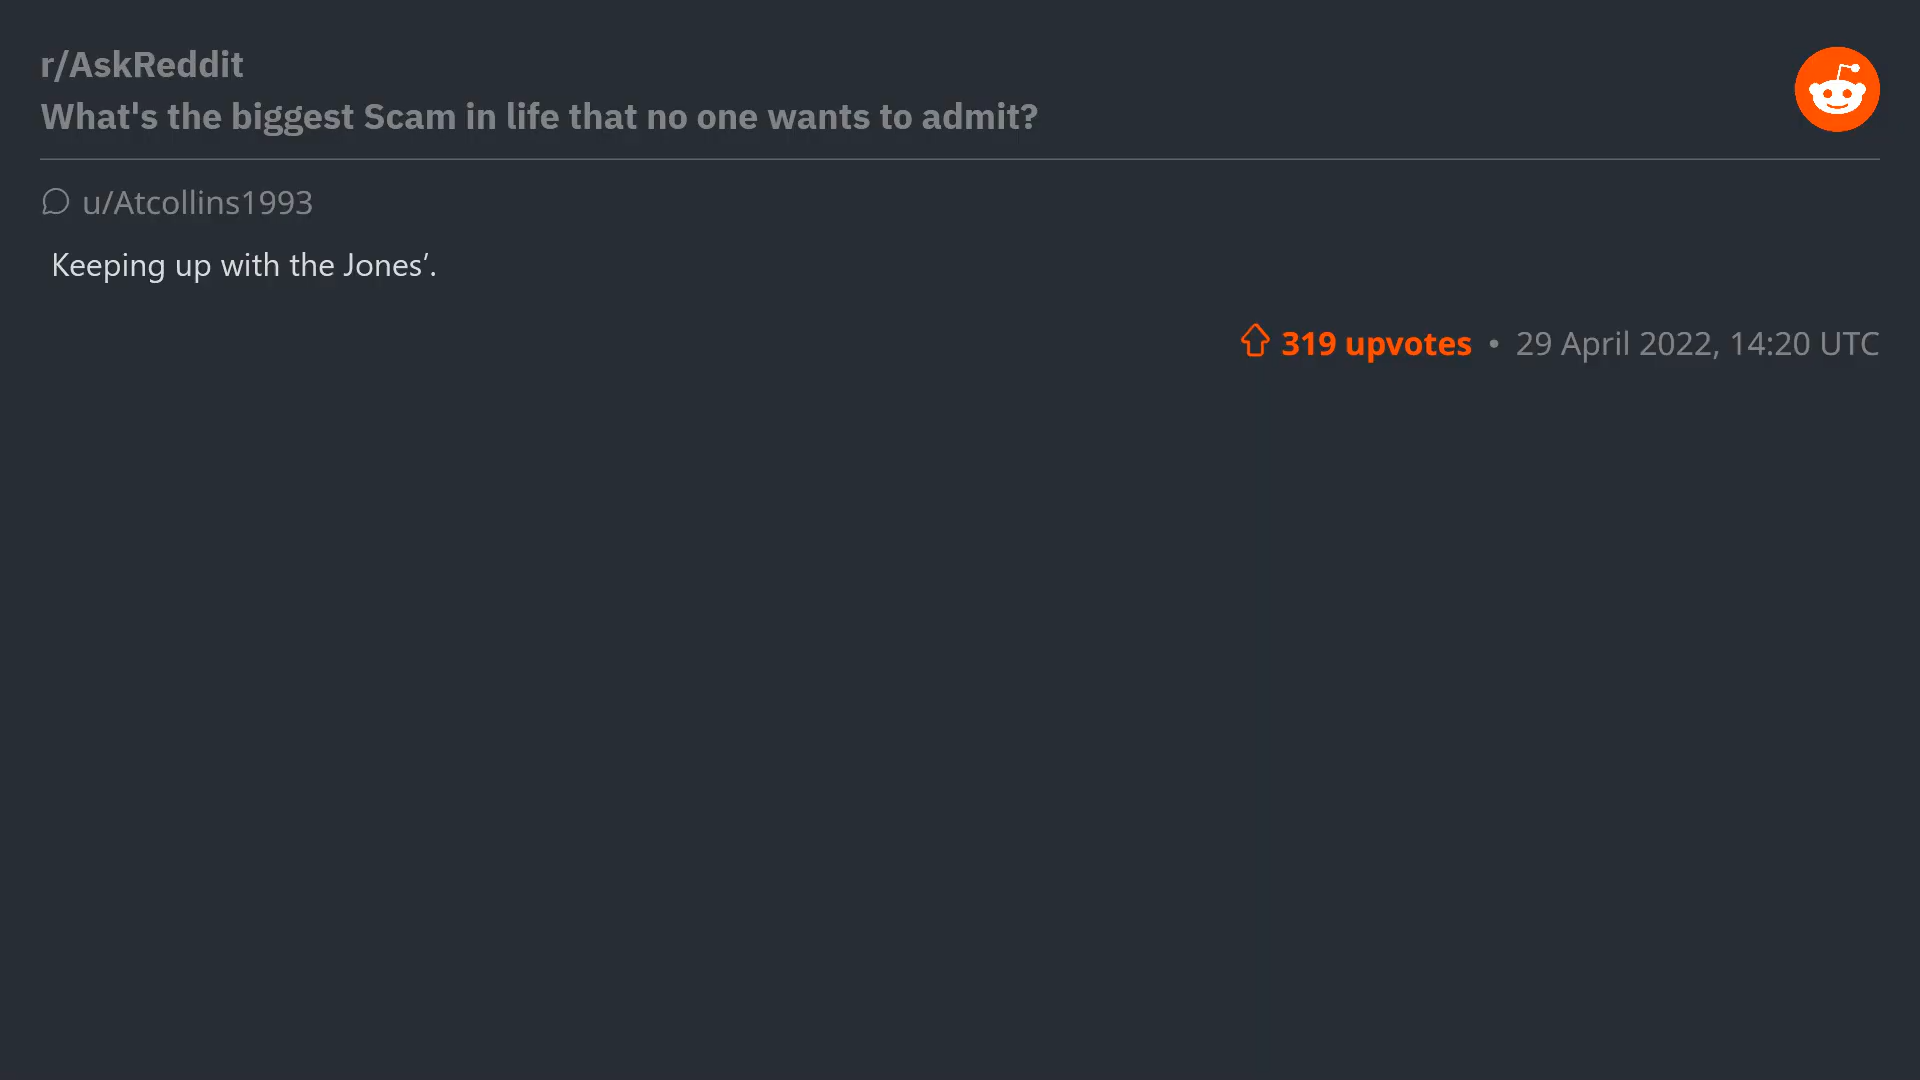 r/AskReddit
What's the biggest Scam in life that no one wants to admit?
u/Atcollins1993
Keeping up with the Jones’.
319 upvotes • 29 April 2022, 14:20 UTC